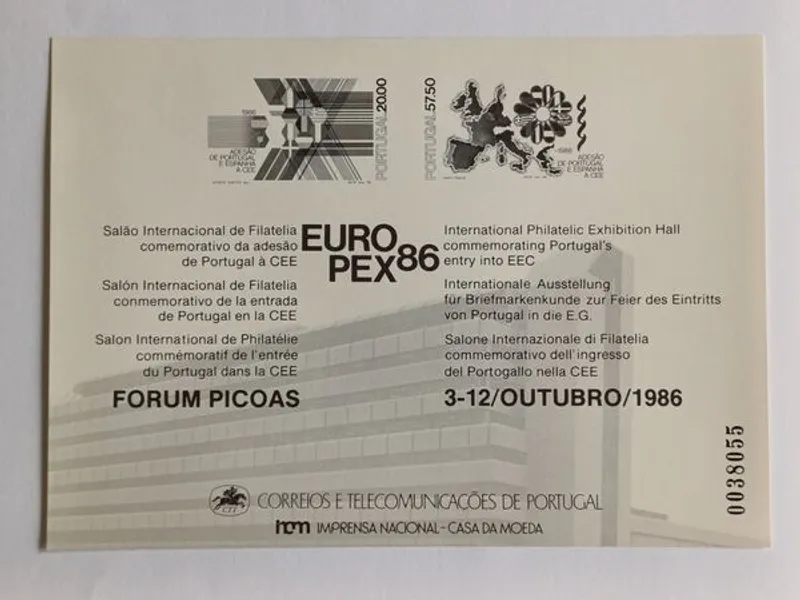 1986
ADESÃO
DE PORTUGAL
E ESPANHA
À CEE
PORTUGAL 20.00
PORTUGAL 57.50
1986
ADESÃO
DE PORTUGAL
E ESPANHA
À CEE
Salão Internacional de Filatelia
comemorativo da adesão
de Portugal à CEE
Salón Internacional de Filatelia
conmemorativo de la entrada
de Portugal en la CEE
Salon International de Philatélie
commémoratif de l'entrée
du Portugal dans la CEE
FORUM PICOAS
EURO
PEX 86
International Philatelic Exhibition Hall
commemorating Portugal's
entry into EEC
Internationale Ausstellung
für Briefmarkenkunde zur Feier des Eintritts
von Portugal in die E.G.
Salone Internazionale di Filatelia
commemorativo dell'ingresso
del Portogallo nella CEE
3-12/OUTUBRO/1986
CTT CORREIOS E TELECOMUNICAÇÕES DE PORTUGAL
incm IMPRENSA NACIONAL-CASA DA MOEDA
0038055